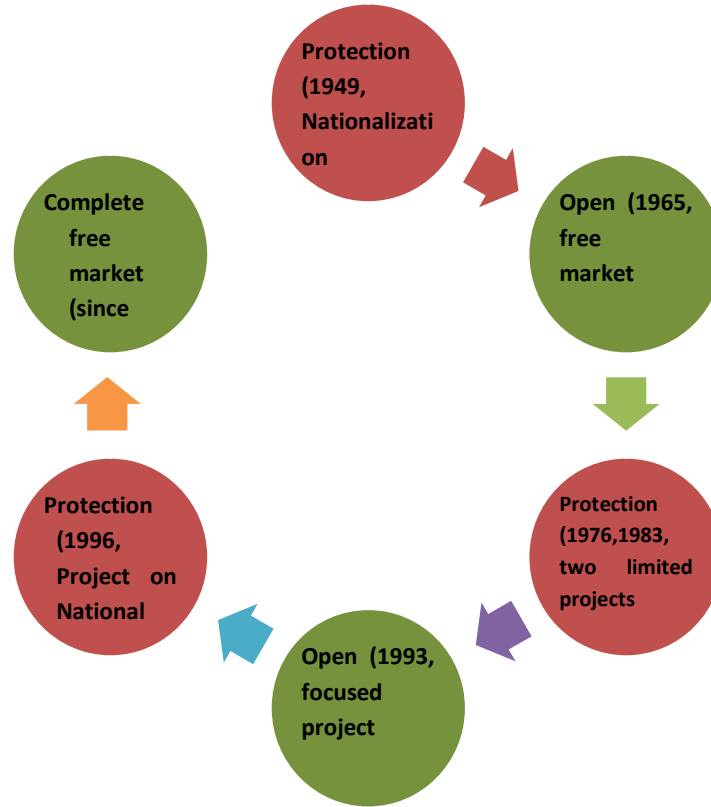 Protection
(1949,
Nationalizati
on
Open (1965,
free
market
Protection
(1976,1983,
two limited
projects
Open (1993,
focused
project
Protection
(1996,
Project on
National
Complete
free
market
(since